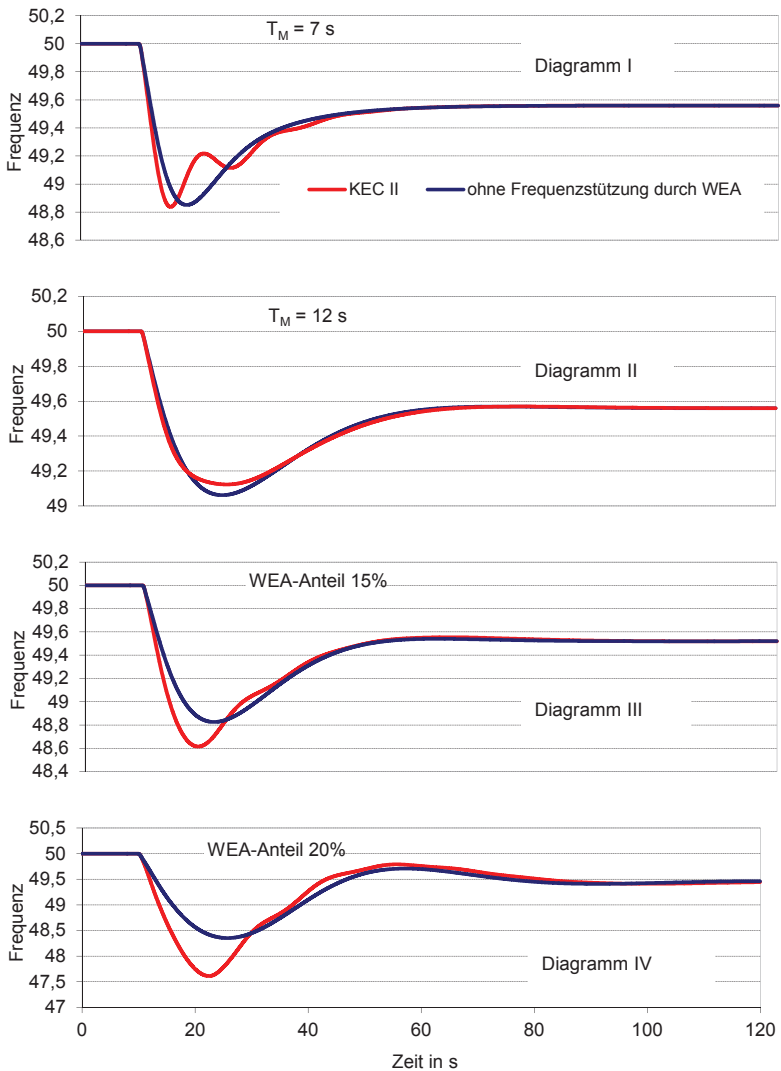 50,2
T_M = 7 s
50
49,8
Diagramm I
49,6
49,4
49,2
KEC II
ohne Frequenzstützung durch WEA
49
48,8
48,6
Frequenz
50,2
T_M = 12 s
50
49,8
Diagramm II
49,6
49,4
49,2
49
Frequenz
50,2
WEA-Anteil 15%
50
49,8
49,6
49,4
49,2
49
Diagramm III
48,8
48,6
48,4
Frequenz
50,5
WEA-Anteil 20%
50
49,5
49
48,5
48
Diagramm IV
47,5
47
Frequenz
0 20 40 60 80 100 120
Zeit in s